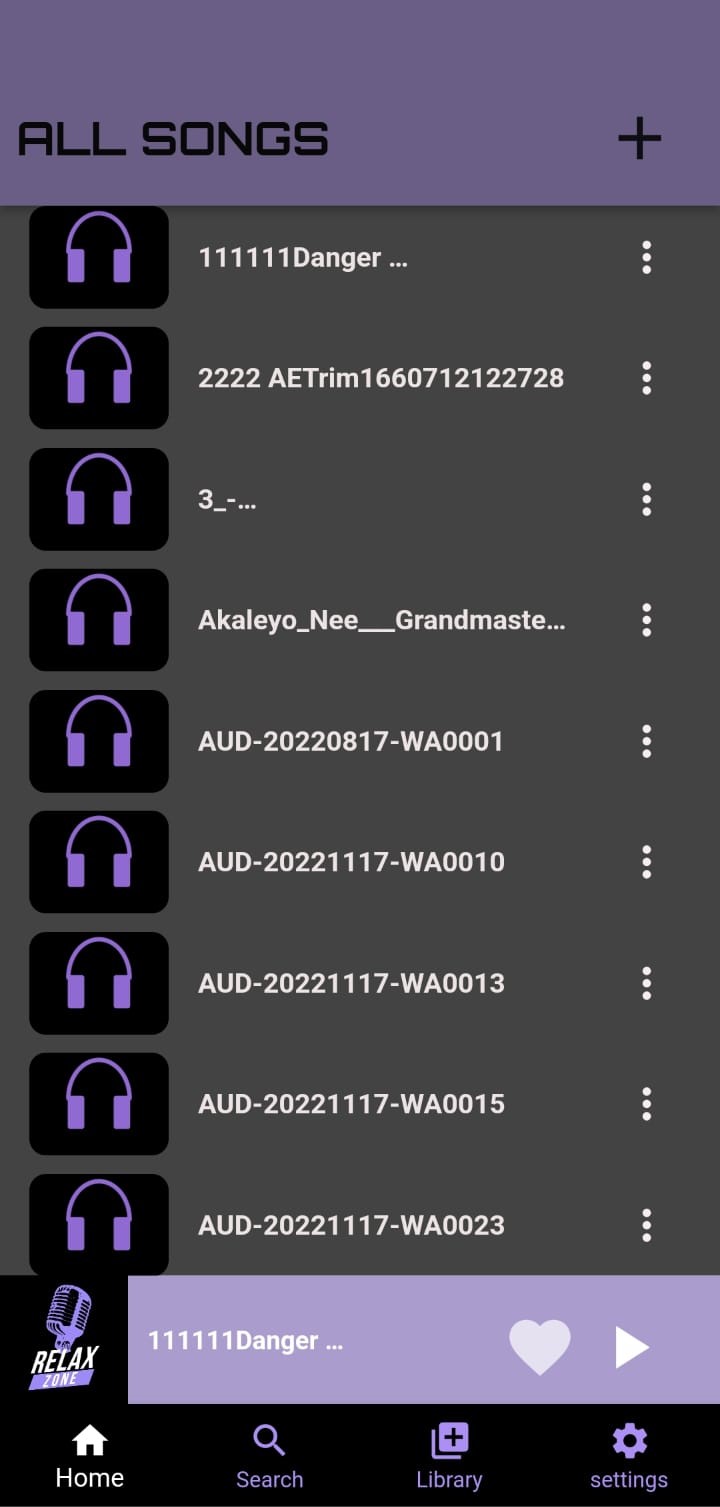 ALL SONGS
111111Danger ...
2222 AETrim1660712122728
3_-...
Akaleyo_Nee___Grandmaste...
AUD-20220817-WA0001
AUD-20221117-WA0010
AUD-20221117-WA0013
AUD-20221117-WA0015
AUD-20221117-WA0023
RELAX
ZONE
111111Danger ...
Home
Search
Library
settings